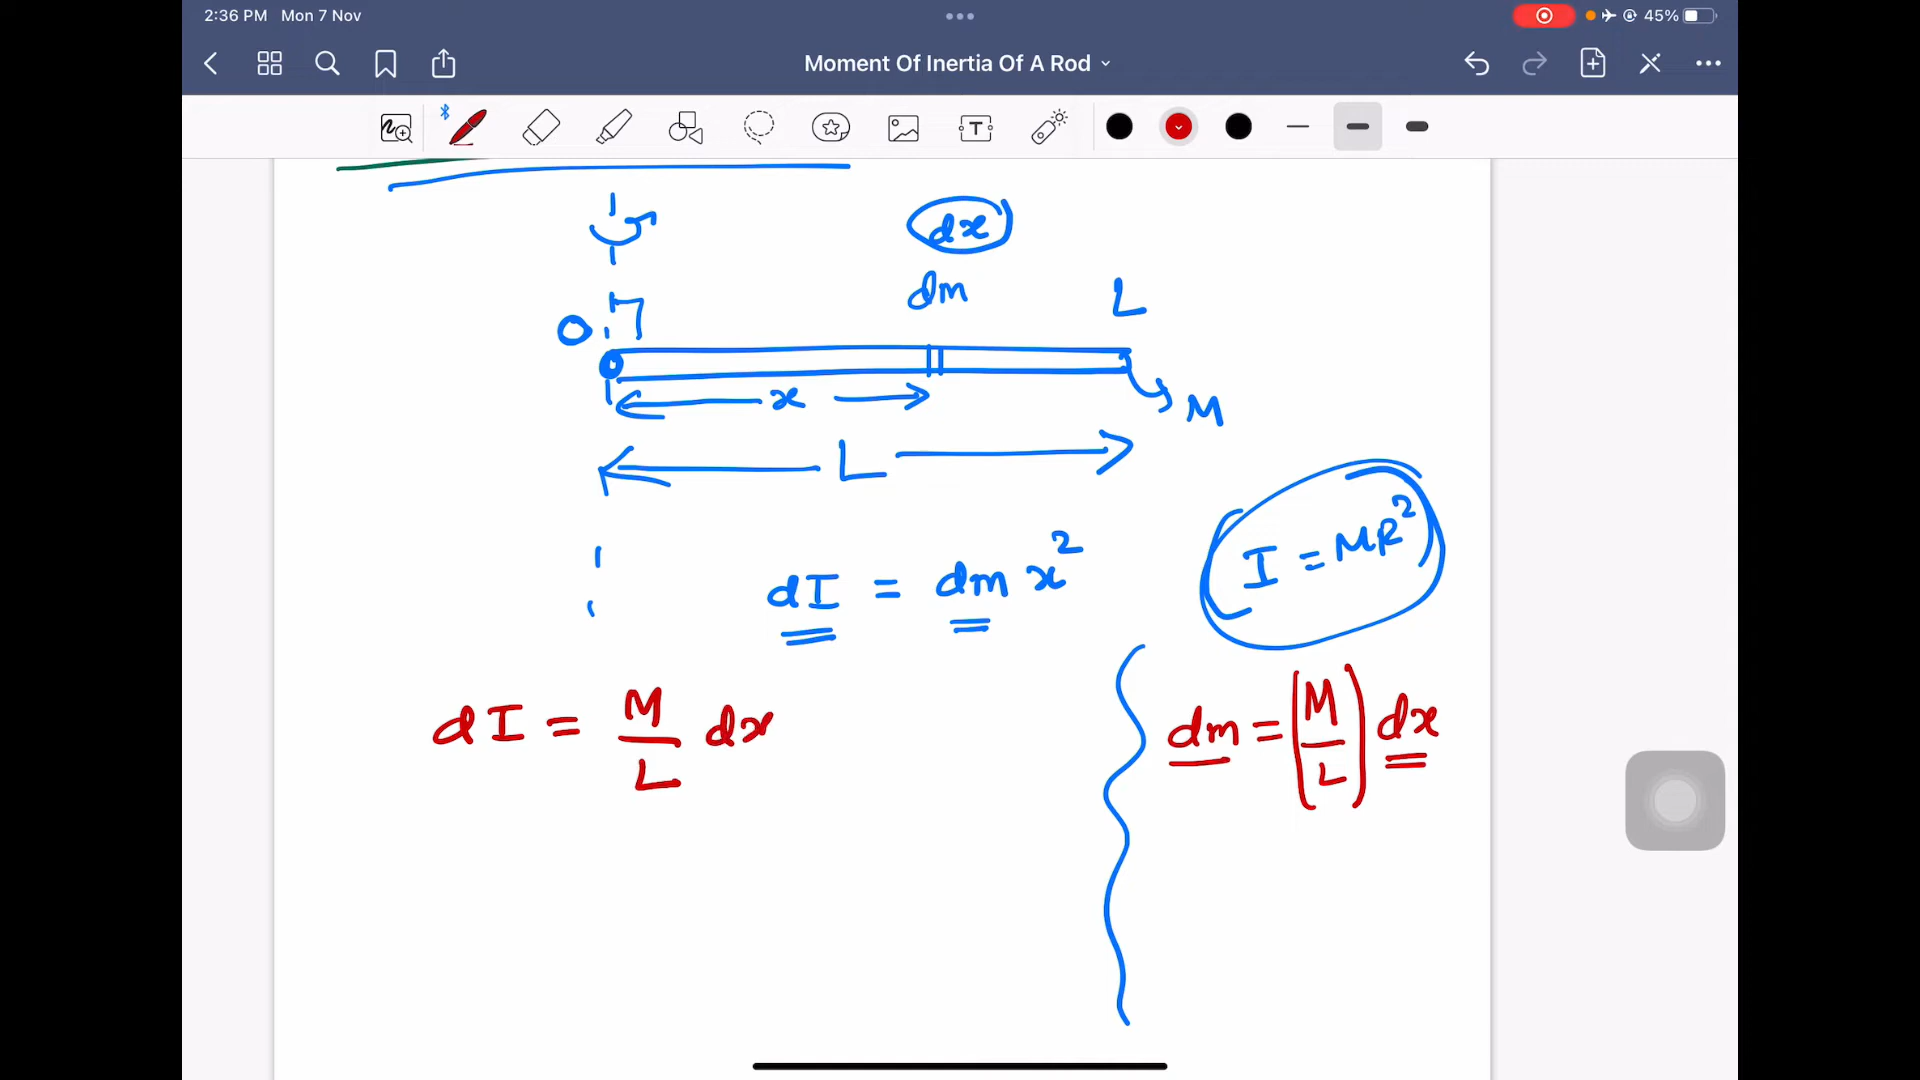 2:36 PM Mon 7 Nov
45%
Moment Of Inertia Of A Rod
T
dx
dm
L
O
x
M
L
I = MR²
dI = dm x²
dI = M/L dx
dm = (M/L) dx